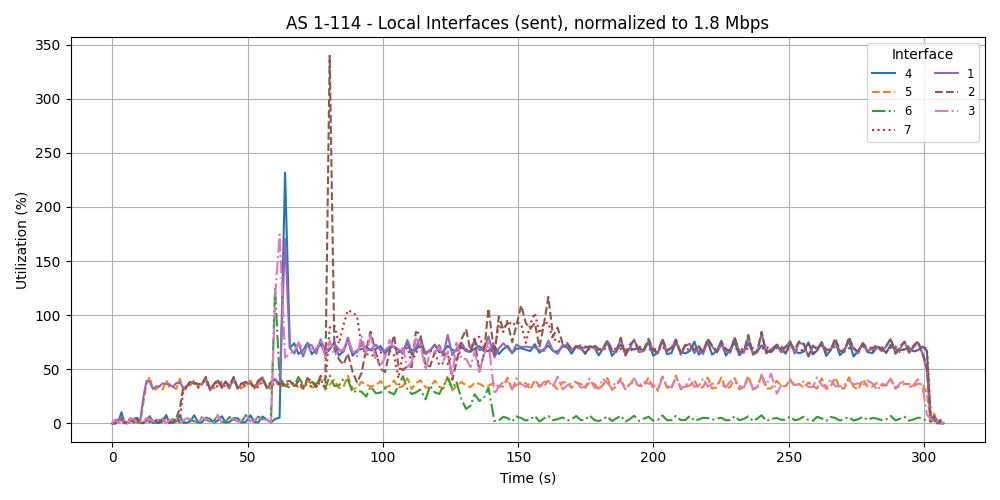 AS 1-114 - Local Interfaces (sent), normalized to 1.8 Mbps
Utilization (%)
350
300
250
200
150
100
50
0
0 50 100 150 200 250 300
Time (s)
Interface
4 1
5 2
6 3
7